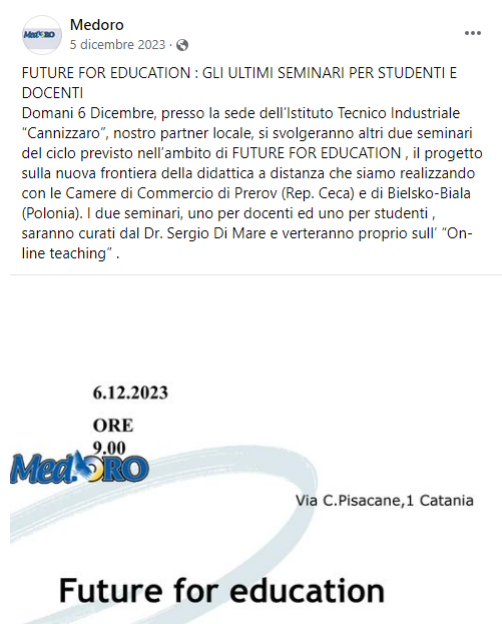 Medoro
5 dicembre 2023 ·
FUTURE FOR EDUCATION : GLI ULTIMI SEMINARI PER STUDENTI E
DOCENTI
Domani 6 Dicembre, presso la sede dell'Istituto Tecnico Industriale
"Cannizzaro", nostro partner locale, si svolgeranno altri due seminari
del ciclo previsto nell'ambito di FUTURE FOR EDUCATION , il progetto
sulla nuova frontiera della didattica a distanza che siamo realizzando
con le Camere di Commercio di Prerov (Rep. Ceca) e di Bielsko-Biala
(Polonia). I due seminari, uno per docenti ed uno per studenti ,
saranno curati dal Dr. Sergio Di Mare e verteranno proprio sull' "On-
line teaching" .
6.12.2023
ORE
9.00
Med.ORO
Via C.Pisacane,1 Catania
Future for education